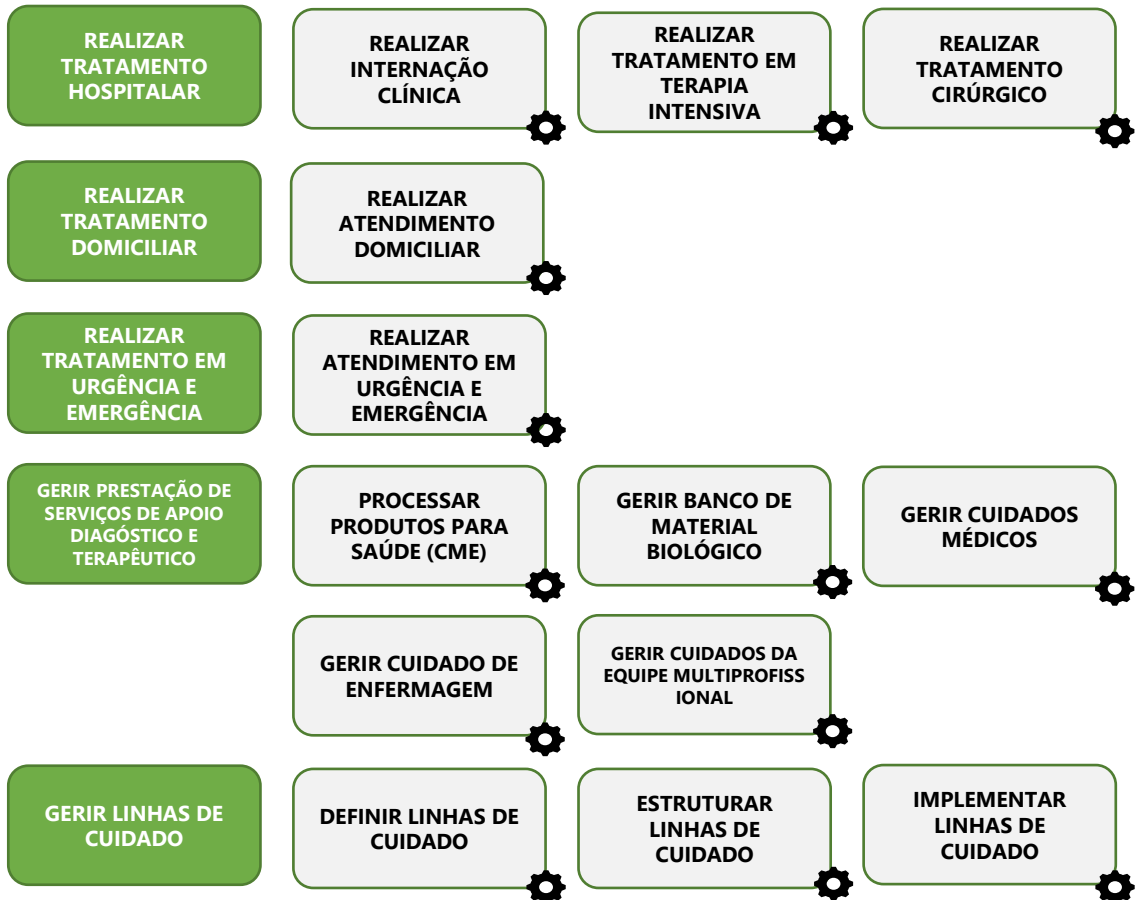 REALIZAR
TRATAMENTO
HOSPITALAR
REALIZAR
INTERNAÇÃO
CLÍNICA
REALIZAR
TRATAMENTO EM
TERAPIA
INTENSIVA
REALIZAR
TRATAMENTO
CIRÚRGICO
REALIZAR
TRATAMENTO
DOMICILIAR
REALIZAR
ATENDIMENTO
DOMICILIAR
REALIZAR
TRATAMENTO EM
URGÊNCIA E
EMERGÊNCIA
REALIZAR
ATENDIMENTO EM
URGÊNCIA E
EMERGÊNCIA
GERIR PRESTAÇÃO DE
SERVIÇOS DE APOIO
DIAGÓSTICO E
TERAPÊUTICO
PROCESSAR
PRODUTOS PARA
SAÚDE (CME)
GERIR BANCO DE
MATERIAL
BIOLÓGICO
GERIR CUIDADOS
MÉDICOS
GERIR CUIDADO DE
ENFERMAGEM
GERIR CUIDADOS DA
EQUIPE MULTIPROFISS
IONAL
GERIR LINHAS DE
CUIDADO
DEFINIR LINHAS DE
CUIDADO
ESTRUTURAR
LINHAS DE
CUIDADO
IMPLEMENTAR
LINHAS DE
CUIDADO